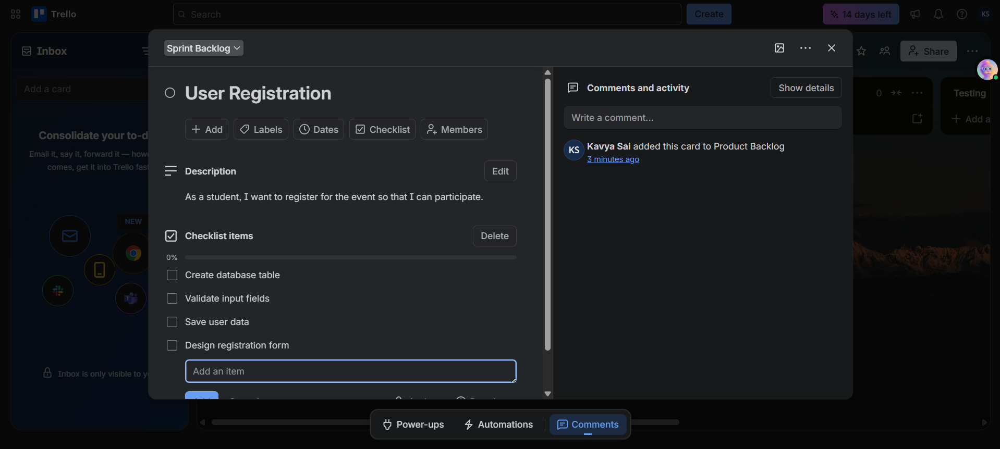 Trello
Search
Create
14 days left
KS
Inbox
Sprint Backlog
Share
Add a card
User Registration
Comments and activity
Show details
0
Testing
Add
Labels
Dates
Checklist
Members
Write a comment...
Add a
Consolidate your to-d
Email it, say it, forward it — how
comes, get it into Trello fast
Kavya Sai added this card to Product Backlog
KS
3 minutes ago
Description
Edit
As a student, I want to register for the event so that I can participate.
NEW
Checklist items
Delete
0%
Create database table
Validate input fields
Save user data
Design registration form
Add an item
Inbox is only visible to y
Power-ups
Automations
Comments